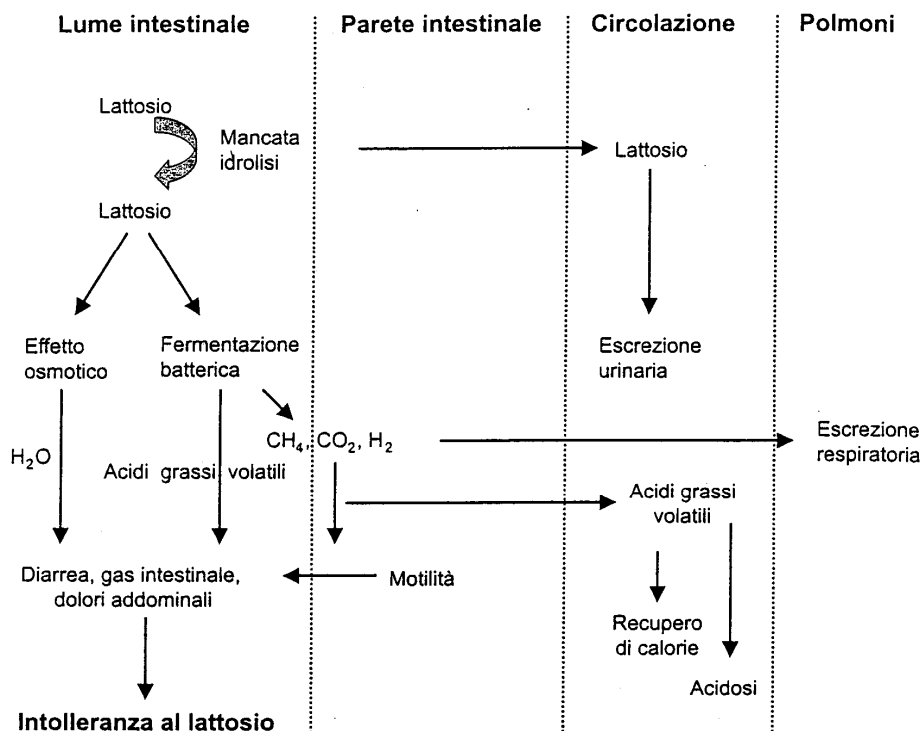 Lume intestinale
Parete intestinale
Circolazione
Polmoni
Lattosio
Mancata
idrolisi
Lattosio
Lattosio
Effetto
osmotico
Fermentazione
batterica
Escrezione
urinaria
CH₄, CO₂, H₂
Escrezione
respiratoria
H₂O
Acidi grassi volatili
Acidi grassi
volatili
Diarrea, gas intestinale,
dolori addominali
Motilità
Recupero
di calorie
Acidosi
Intolleranza al lattosio